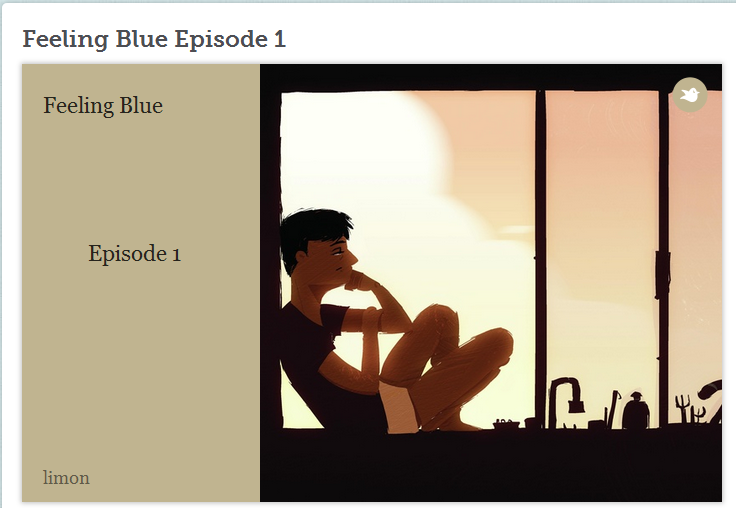 Feeling Blue Episode 1
Feeling Blue
Episode 1
limon